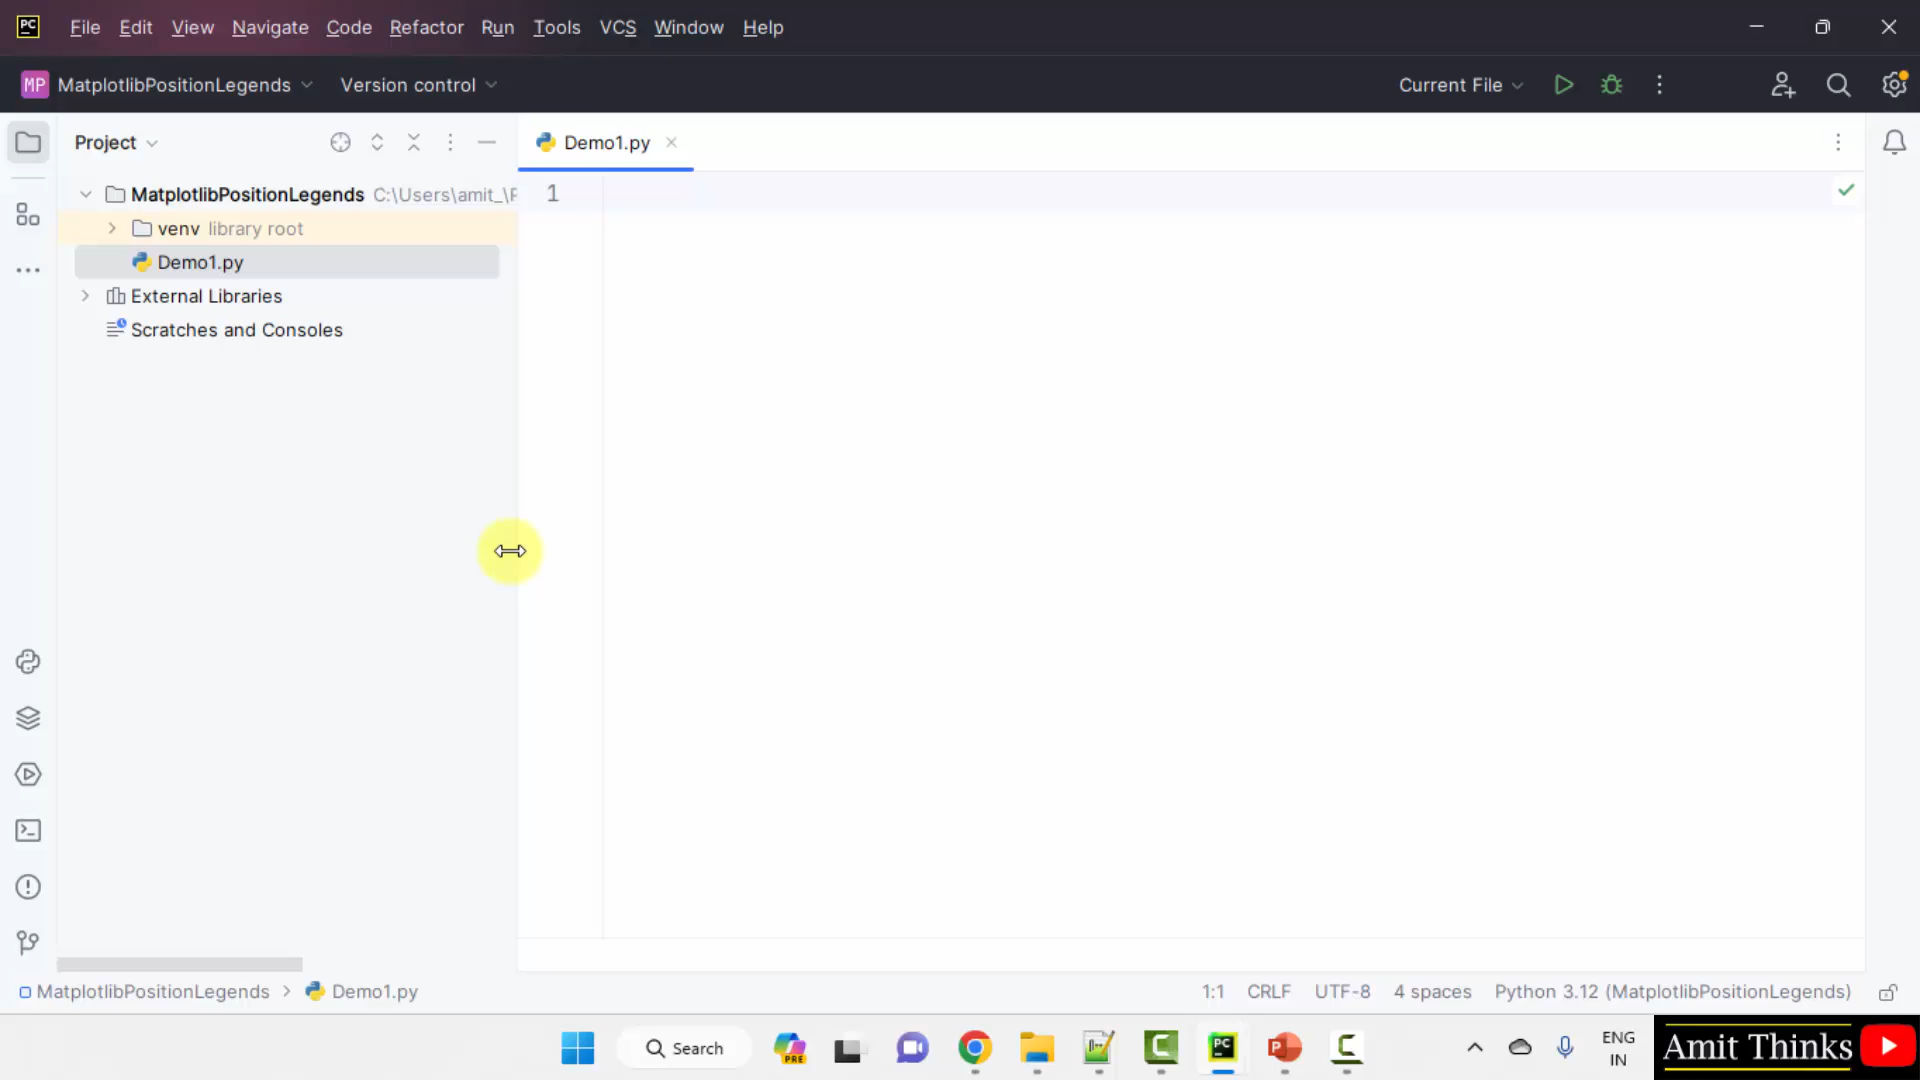 PC File Edit View Navigate Code Refactor Run Tools VCS Window Help
MP MatplotlibPositionLegends Version control Current File
Project Demo1.py
MatplotlibPositionLegends C:\Users\amit_\P
1
venv library root
Demo1.py
External Libraries
Scratches and Consoles
MatplotlibPositionLegends > Demo1.py 1:1 CRLF UTF-8 4 spaces Python 3.12 (MatplotlibPositionLegends)
Search PRE PC P C ENG IN
Amit Thinks